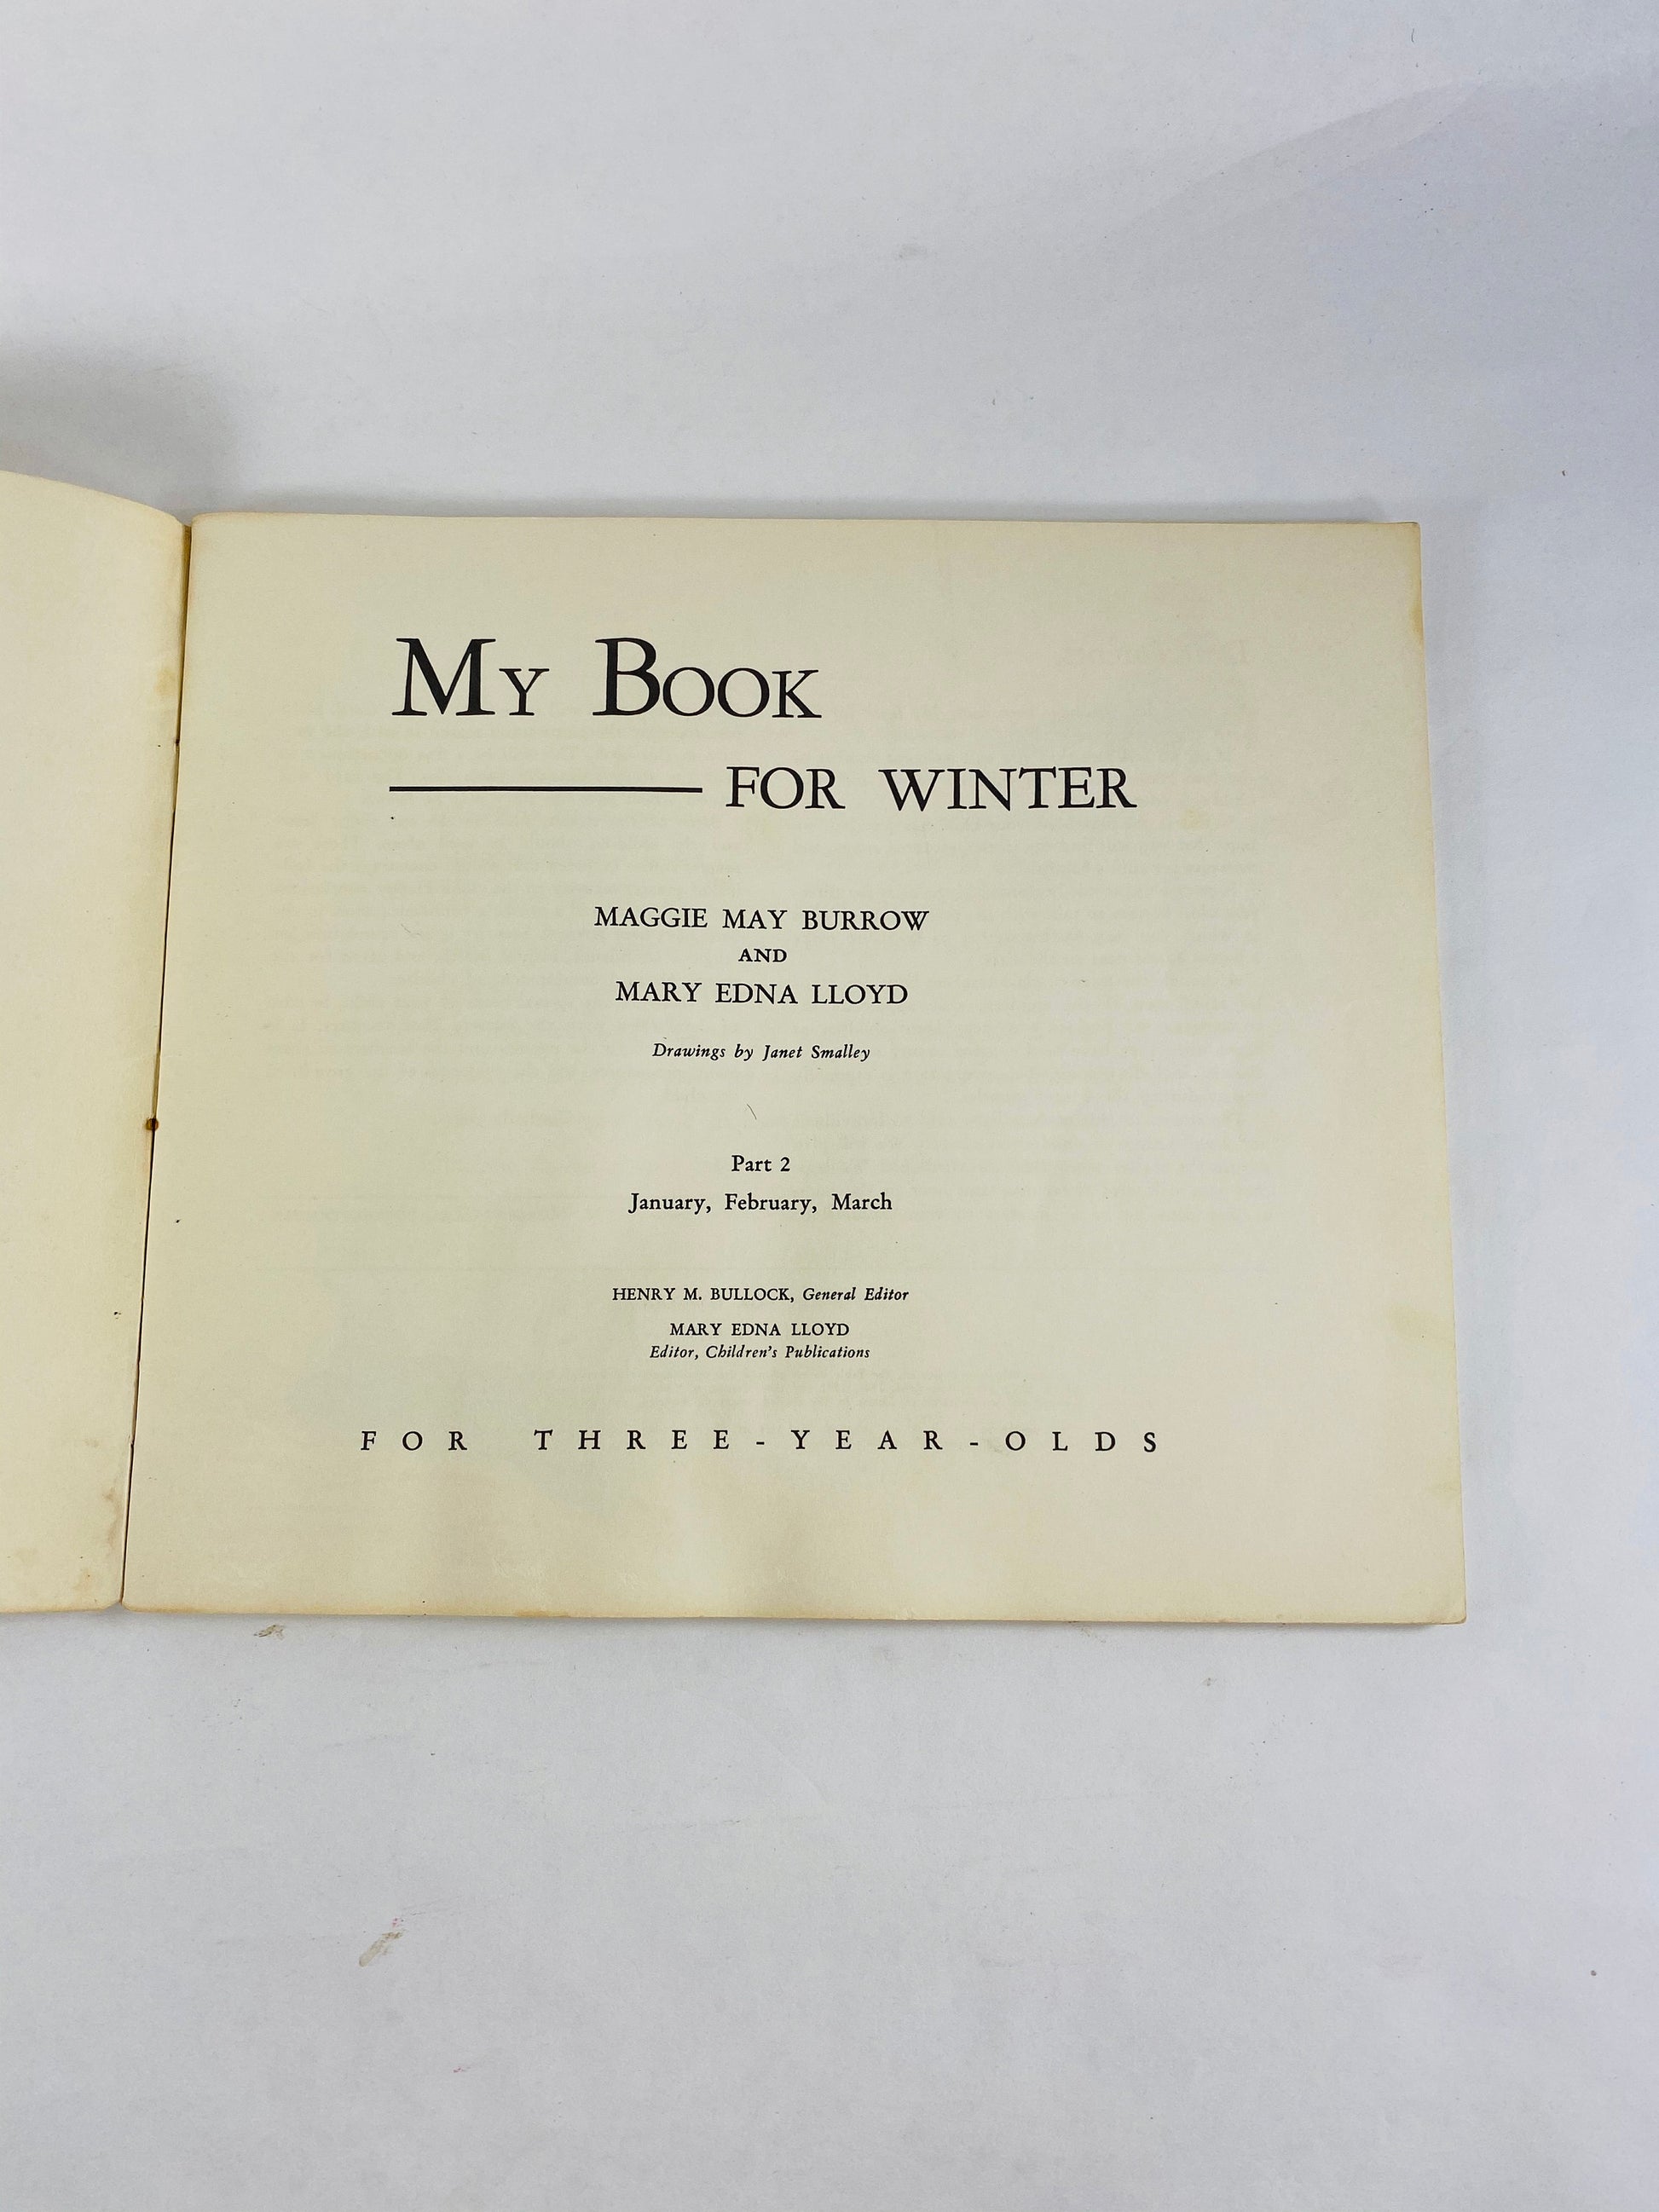 MY BOOK
FOR WINTER
MAGGIE MAY BURROW
AND
MARY EDNA LLOYD
Drawings by Janet Smalley
Part 2
January, February, March
HENRY M. BULLOCK, General Editor
MARY EDNA LLOYD
Editor, Children's Publications
FOR THREE-YEAR-OLDS